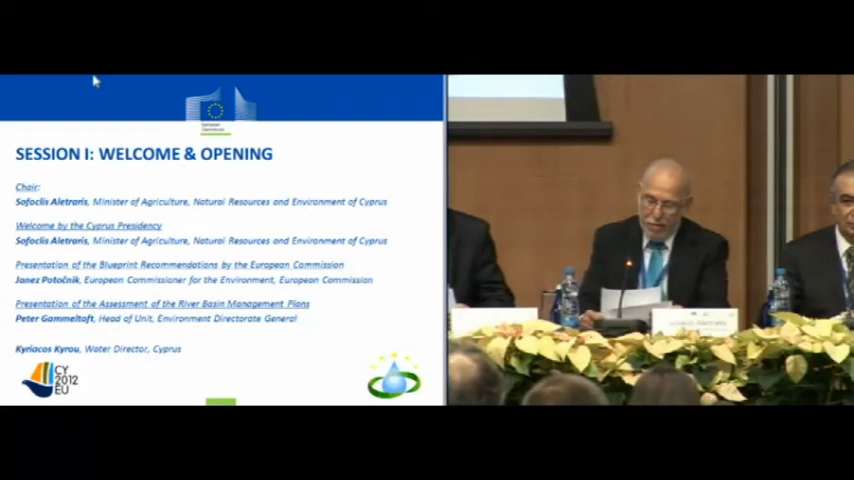 SESSION I: WELCOME & OPENING
Chair:
Sofoclis Aletraris, Minister of Agriculture, Natural Resources and Environment of Cyprus
Welcome by the Cyprus Presidency
Sofoclis Aletraris, Minister of Agriculture, Natural Resources and Environment of Cyprus
Presentation of the Blueprint Recommendations by the European Commission
Janez Potočnik, European Commissioner for the Environment, European Commission
Presentation of the Assessment of the River Basin Management Plans
Peter Gammeltoft, Head of Unit, Environment Directorate General
Kyriacos Kyrou, Water Director, Cyprus
CY
2012
EU